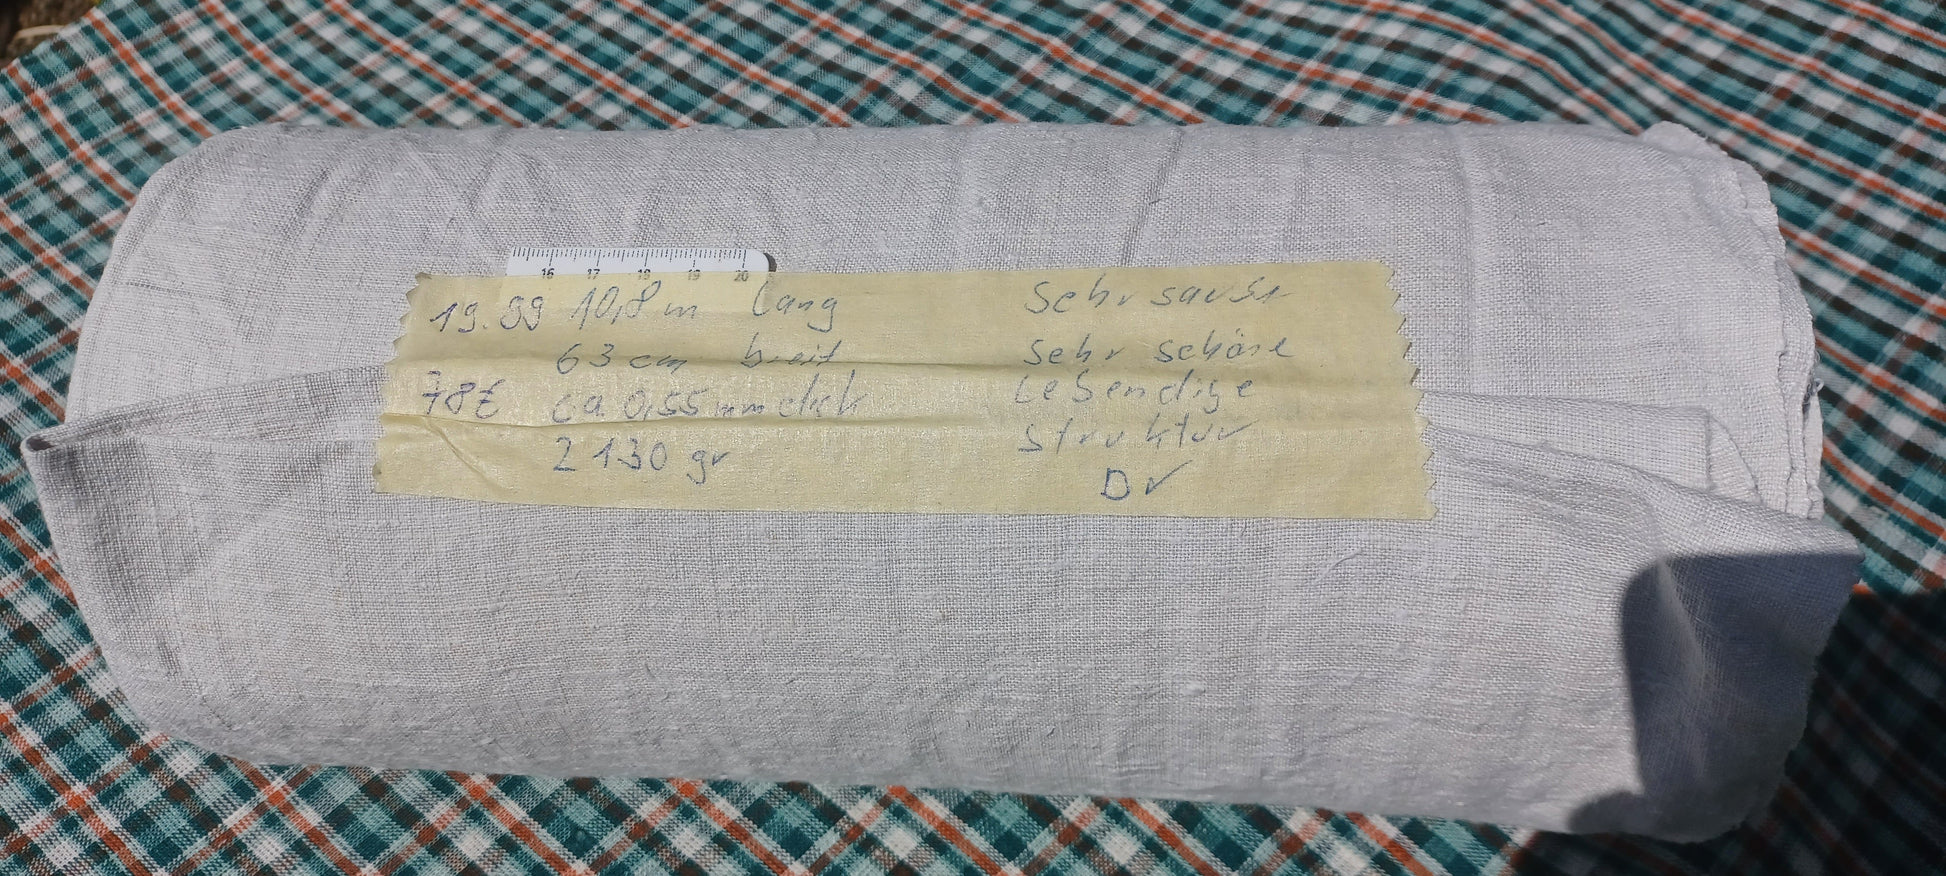 16 17 18 19 20
19.99 10,8 m lang
63 cm breit
78€ ca. 0,55 mm dick
2130 gr
Sehr sauber
Sehr schöne
Lebendige
Struktur
D✓